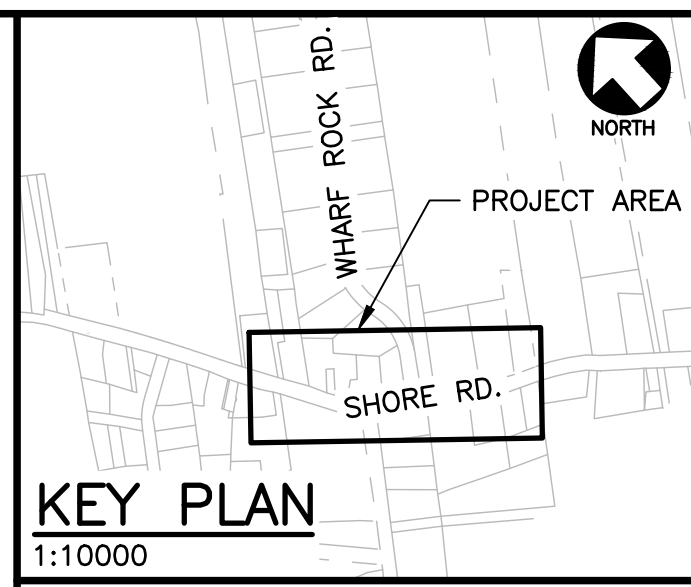 WHARF ROCK RD.
NORTH
PROJECT AREA
SHORE RD.
KEY PLAN
1:10000